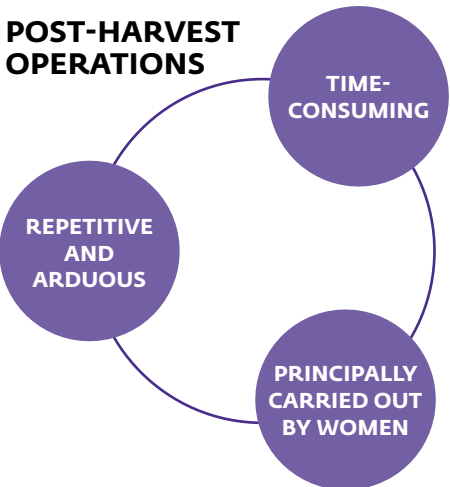 POST-HARVEST
OPERATIONS
TIME-
CONSUMING
REPETITIVE
AND
ARDUOUS
PRINCIPALLY
CARRIED OUT
BY WOMEN